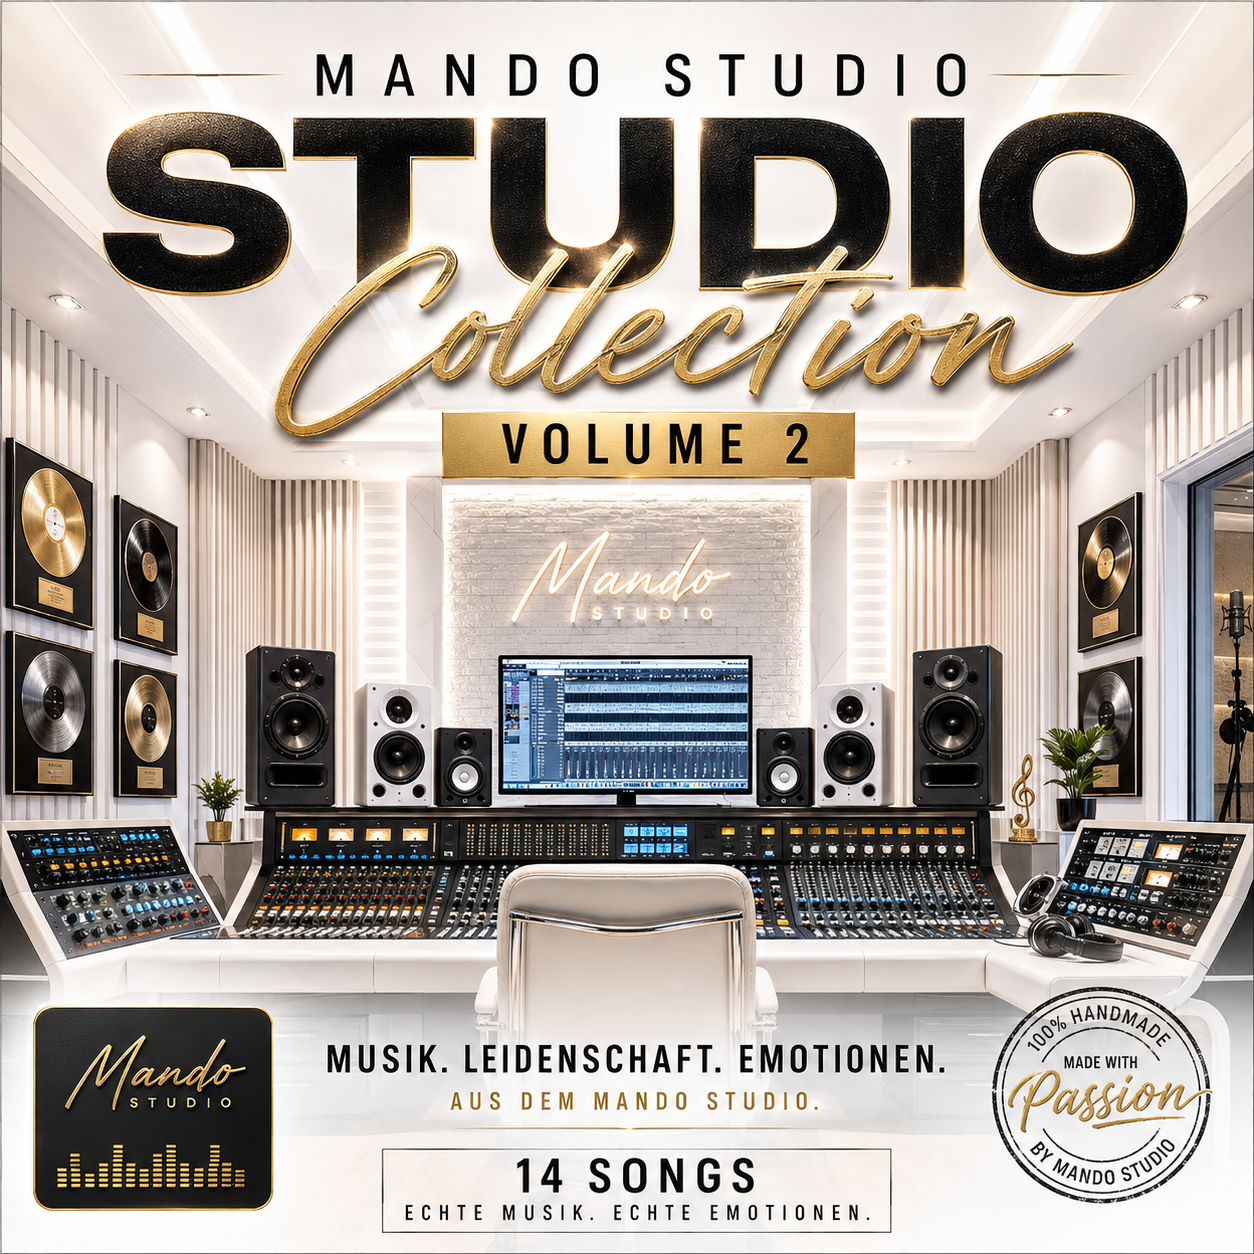 MANDO STUDIO
STUDIO
Collection
VOLUME 2
Mando
STUDIO
Mando
STUDIO
MUSIK. LEIDENSCHAFT. EMOTIONEN.
AUS DEM MANDO STUDIO.
14 SONGS
ECHTE MUSIK. ECHTE EMOTIONEN.
100% HANDMADE
MADE WITH
Passion
BY MANDO STUDIO